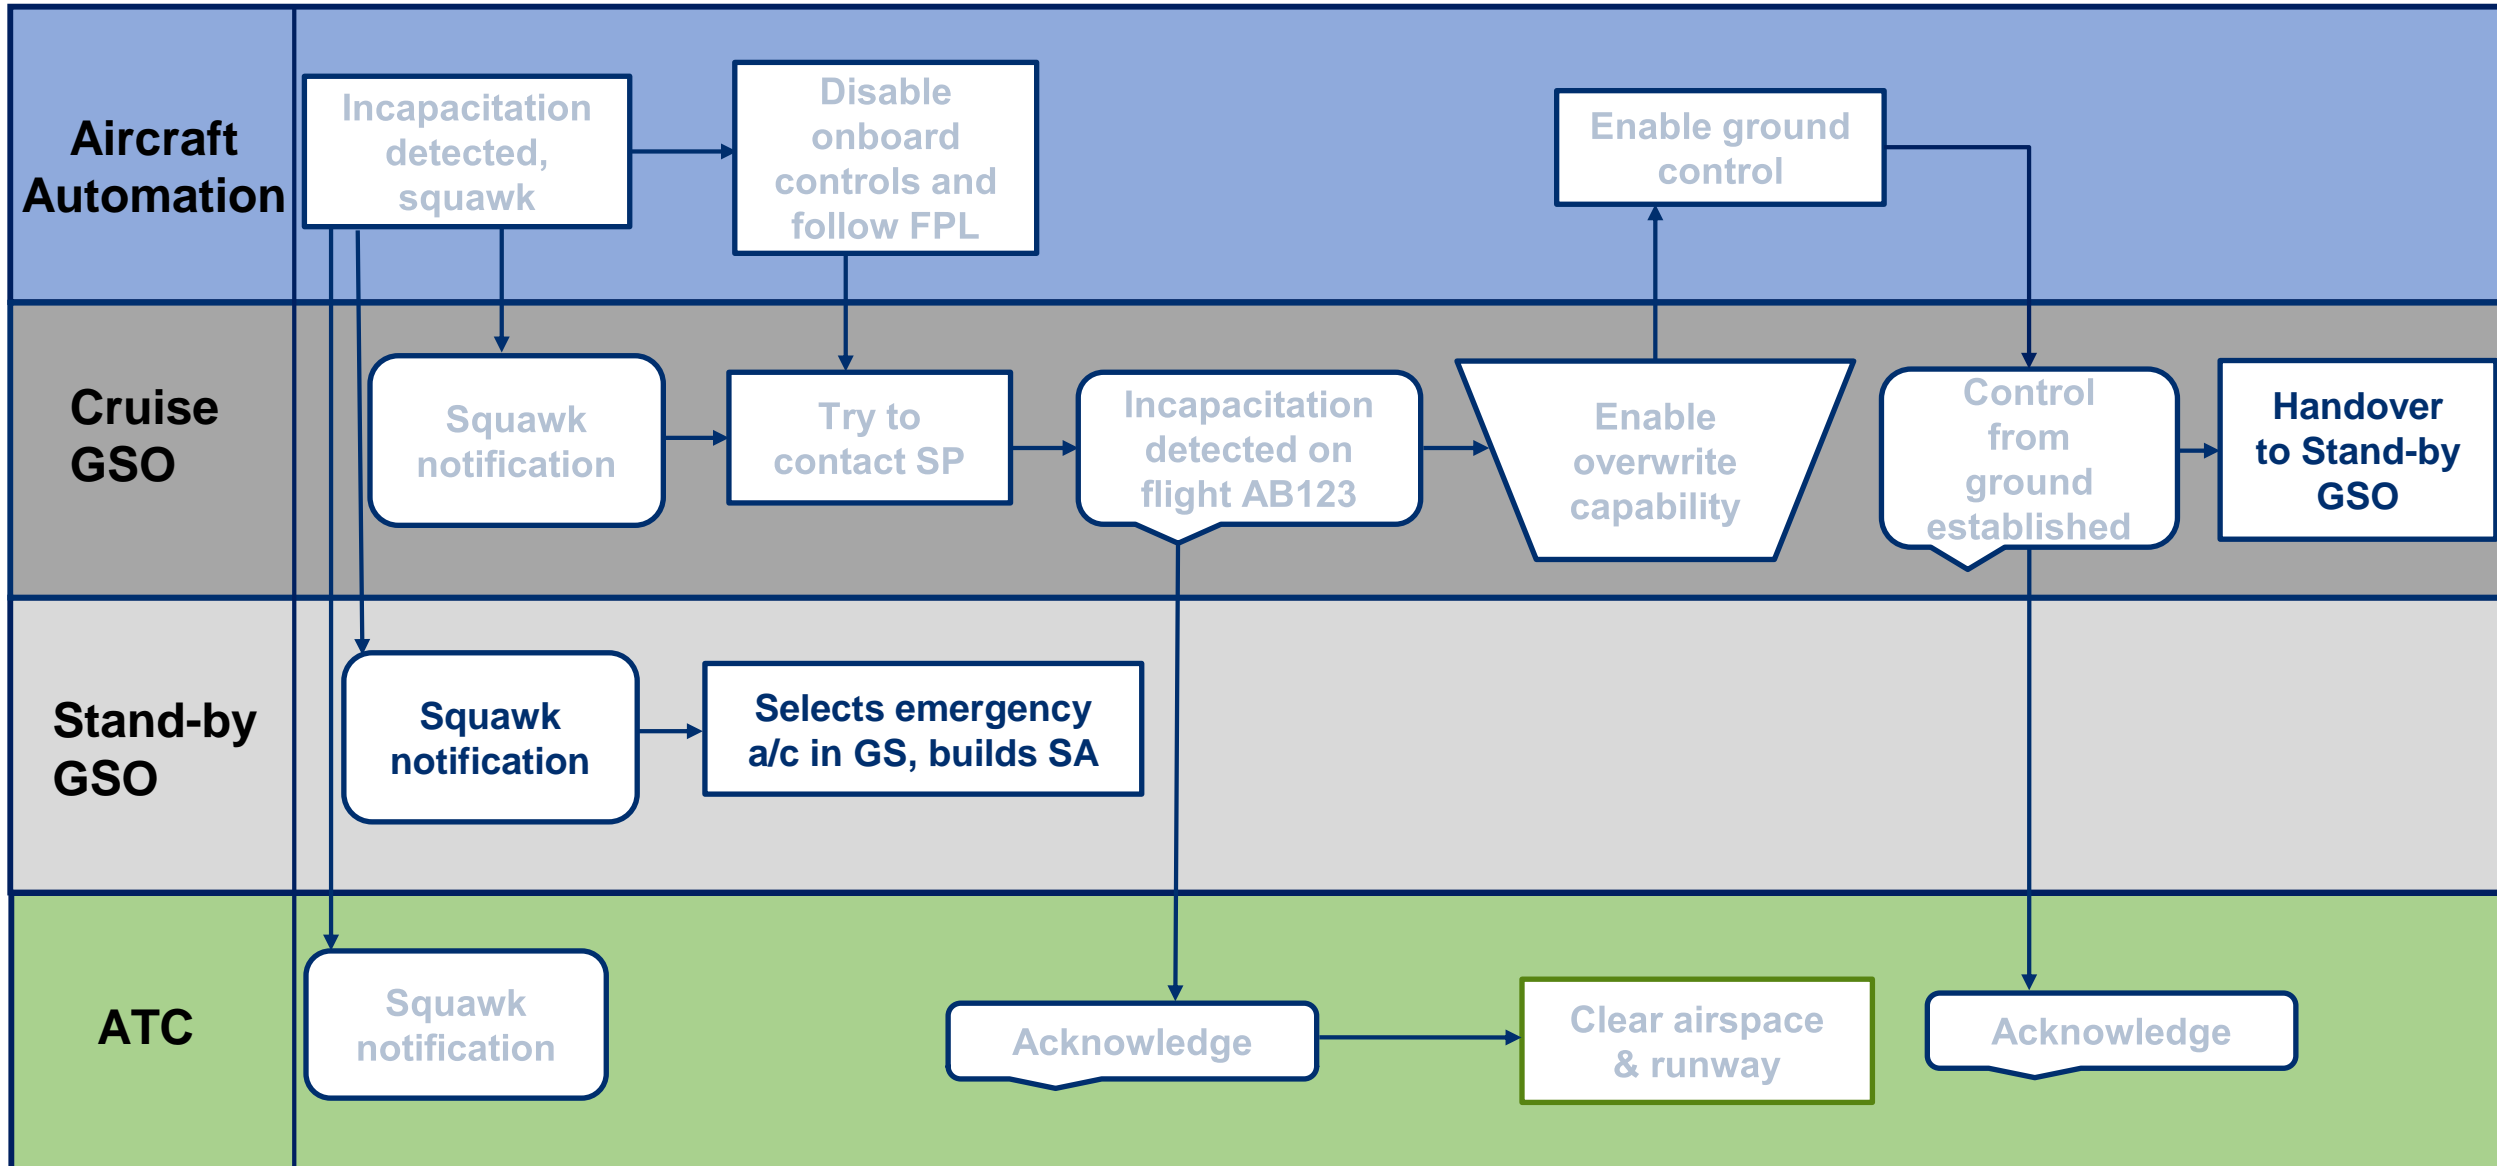 Aircraft
Automation
Incapacitation
detected,
squawk
Disable
onboard
controls and
follow FPL
Enable ground
control
Cruise
GSO
Squawk
notification
Try to
contact SP
Incapacitation
detected on
flight AB123
Enable
overwrite
capability
Control
from
ground
established
Handover
to Stand-by
GSO
Stand-by
GSO
Squawk
notification
Selects emergency
a/c in GS, builds SA
ATC
Squawk
notification
Acknowledge
Clear airspace
& runway
Acknowledge